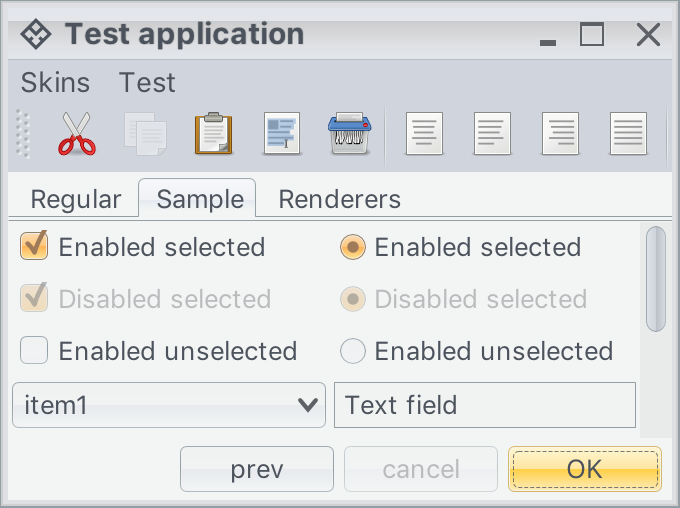 Test application
Skins Test
Regular Sample Renderers
Enabled selected Enabled selected
Disabled selected Disabled selected
Enabled unselected Enabled unselected
item1 Text field
prev cancel OK